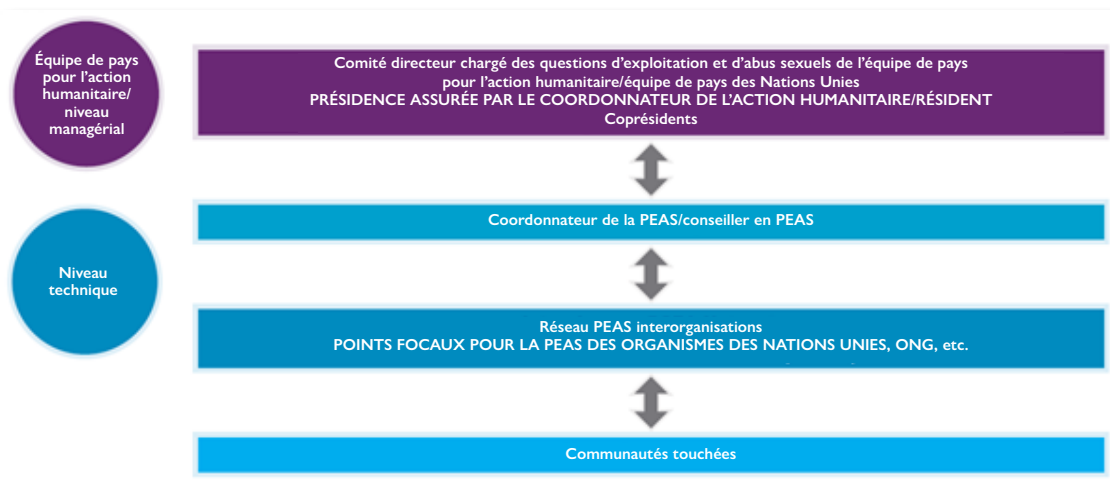 Équipe de pays
pour l'action
humanitaire/
niveau
managérial
Comité directeur chargé des questions d'exploitation et d'abus sexuels de l'équipe de pays
pour l'action humanitaire/équipe de pays des Nations Unies
PRÉSIDENCE ASSURÉE PAR LE COORDONNATEUR DE L'ACTION HUMANITAIRE/RÉSIDENT
Coprésidents
Coordonnateur de la PEAS/conseiller en PEAS
Niveau
technique
Réseau PEAS interorganisations
POINTS FOCAUX POUR LA PEAS DES ORGANISMES DES NATIONS UNIES, ONG, etc.
Communautés touchées